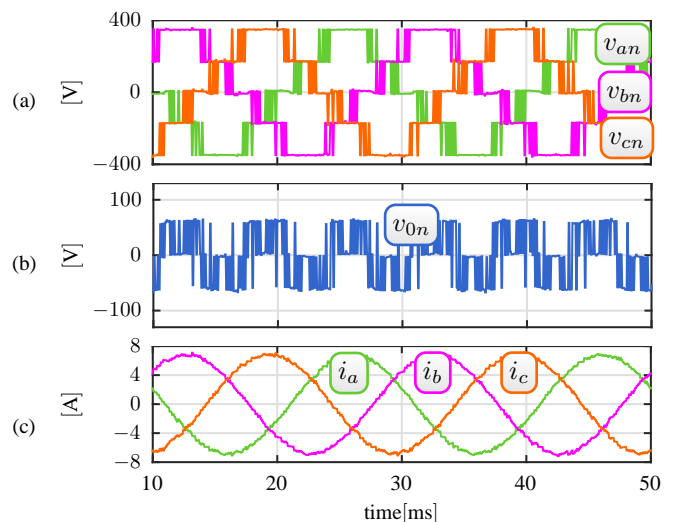 400
0
−400
[V]
(a)
v_an
v_bn
v_cn
100
0
−100
[V]
(b)
v_0n
8
4
0
−4
−8
[A]
(c)
i_a
i_b
i_c
10 20 30 40 50
time[ms]